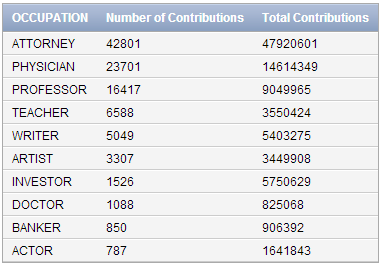 OCCUPATION Number of Contributions Total Contributions
ATTORNEY 42801 47920601
PHYSICIAN 23701 14614349
PROFESSOR 16417 9049965
TEACHER 6588 3550424
WRITER 5049 5403275
ARTIST 3307 3449908
INVESTOR 1526 5750629
DOCTOR 1088 825068
BANKER 850 906392
ACTOR 787 1641843